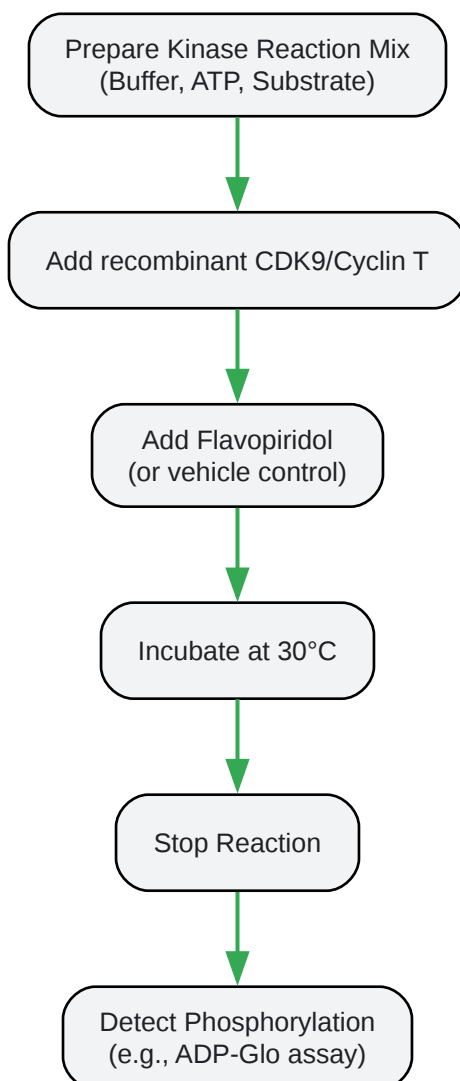 Prepare Kinase Reaction Mix
(Buffer, ATP, Substrate)
Add recombinant CDK9/Cyclin T
Add Flavopiridol
(or vehicle control)
Incubate at 30°C
Stop Reaction
Detect Phosphorylation
(e.g., ADP-Glo assay)